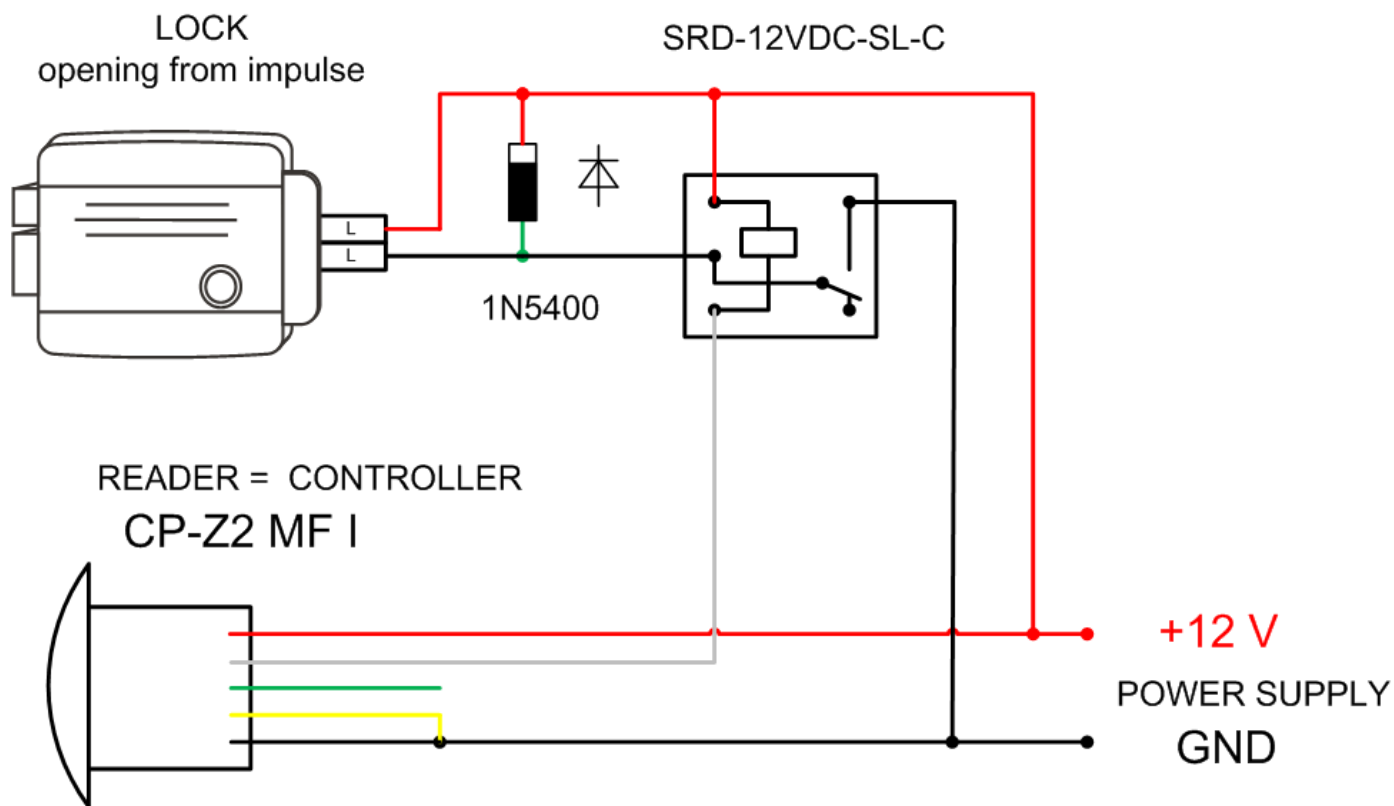 LOCK
opening from impulse
SRD-12VDC-SL-C
L
L
1N5400
READER = CONTROLLER
CP-Z2 MF I
+12 V
POWER SUPPLY
GND